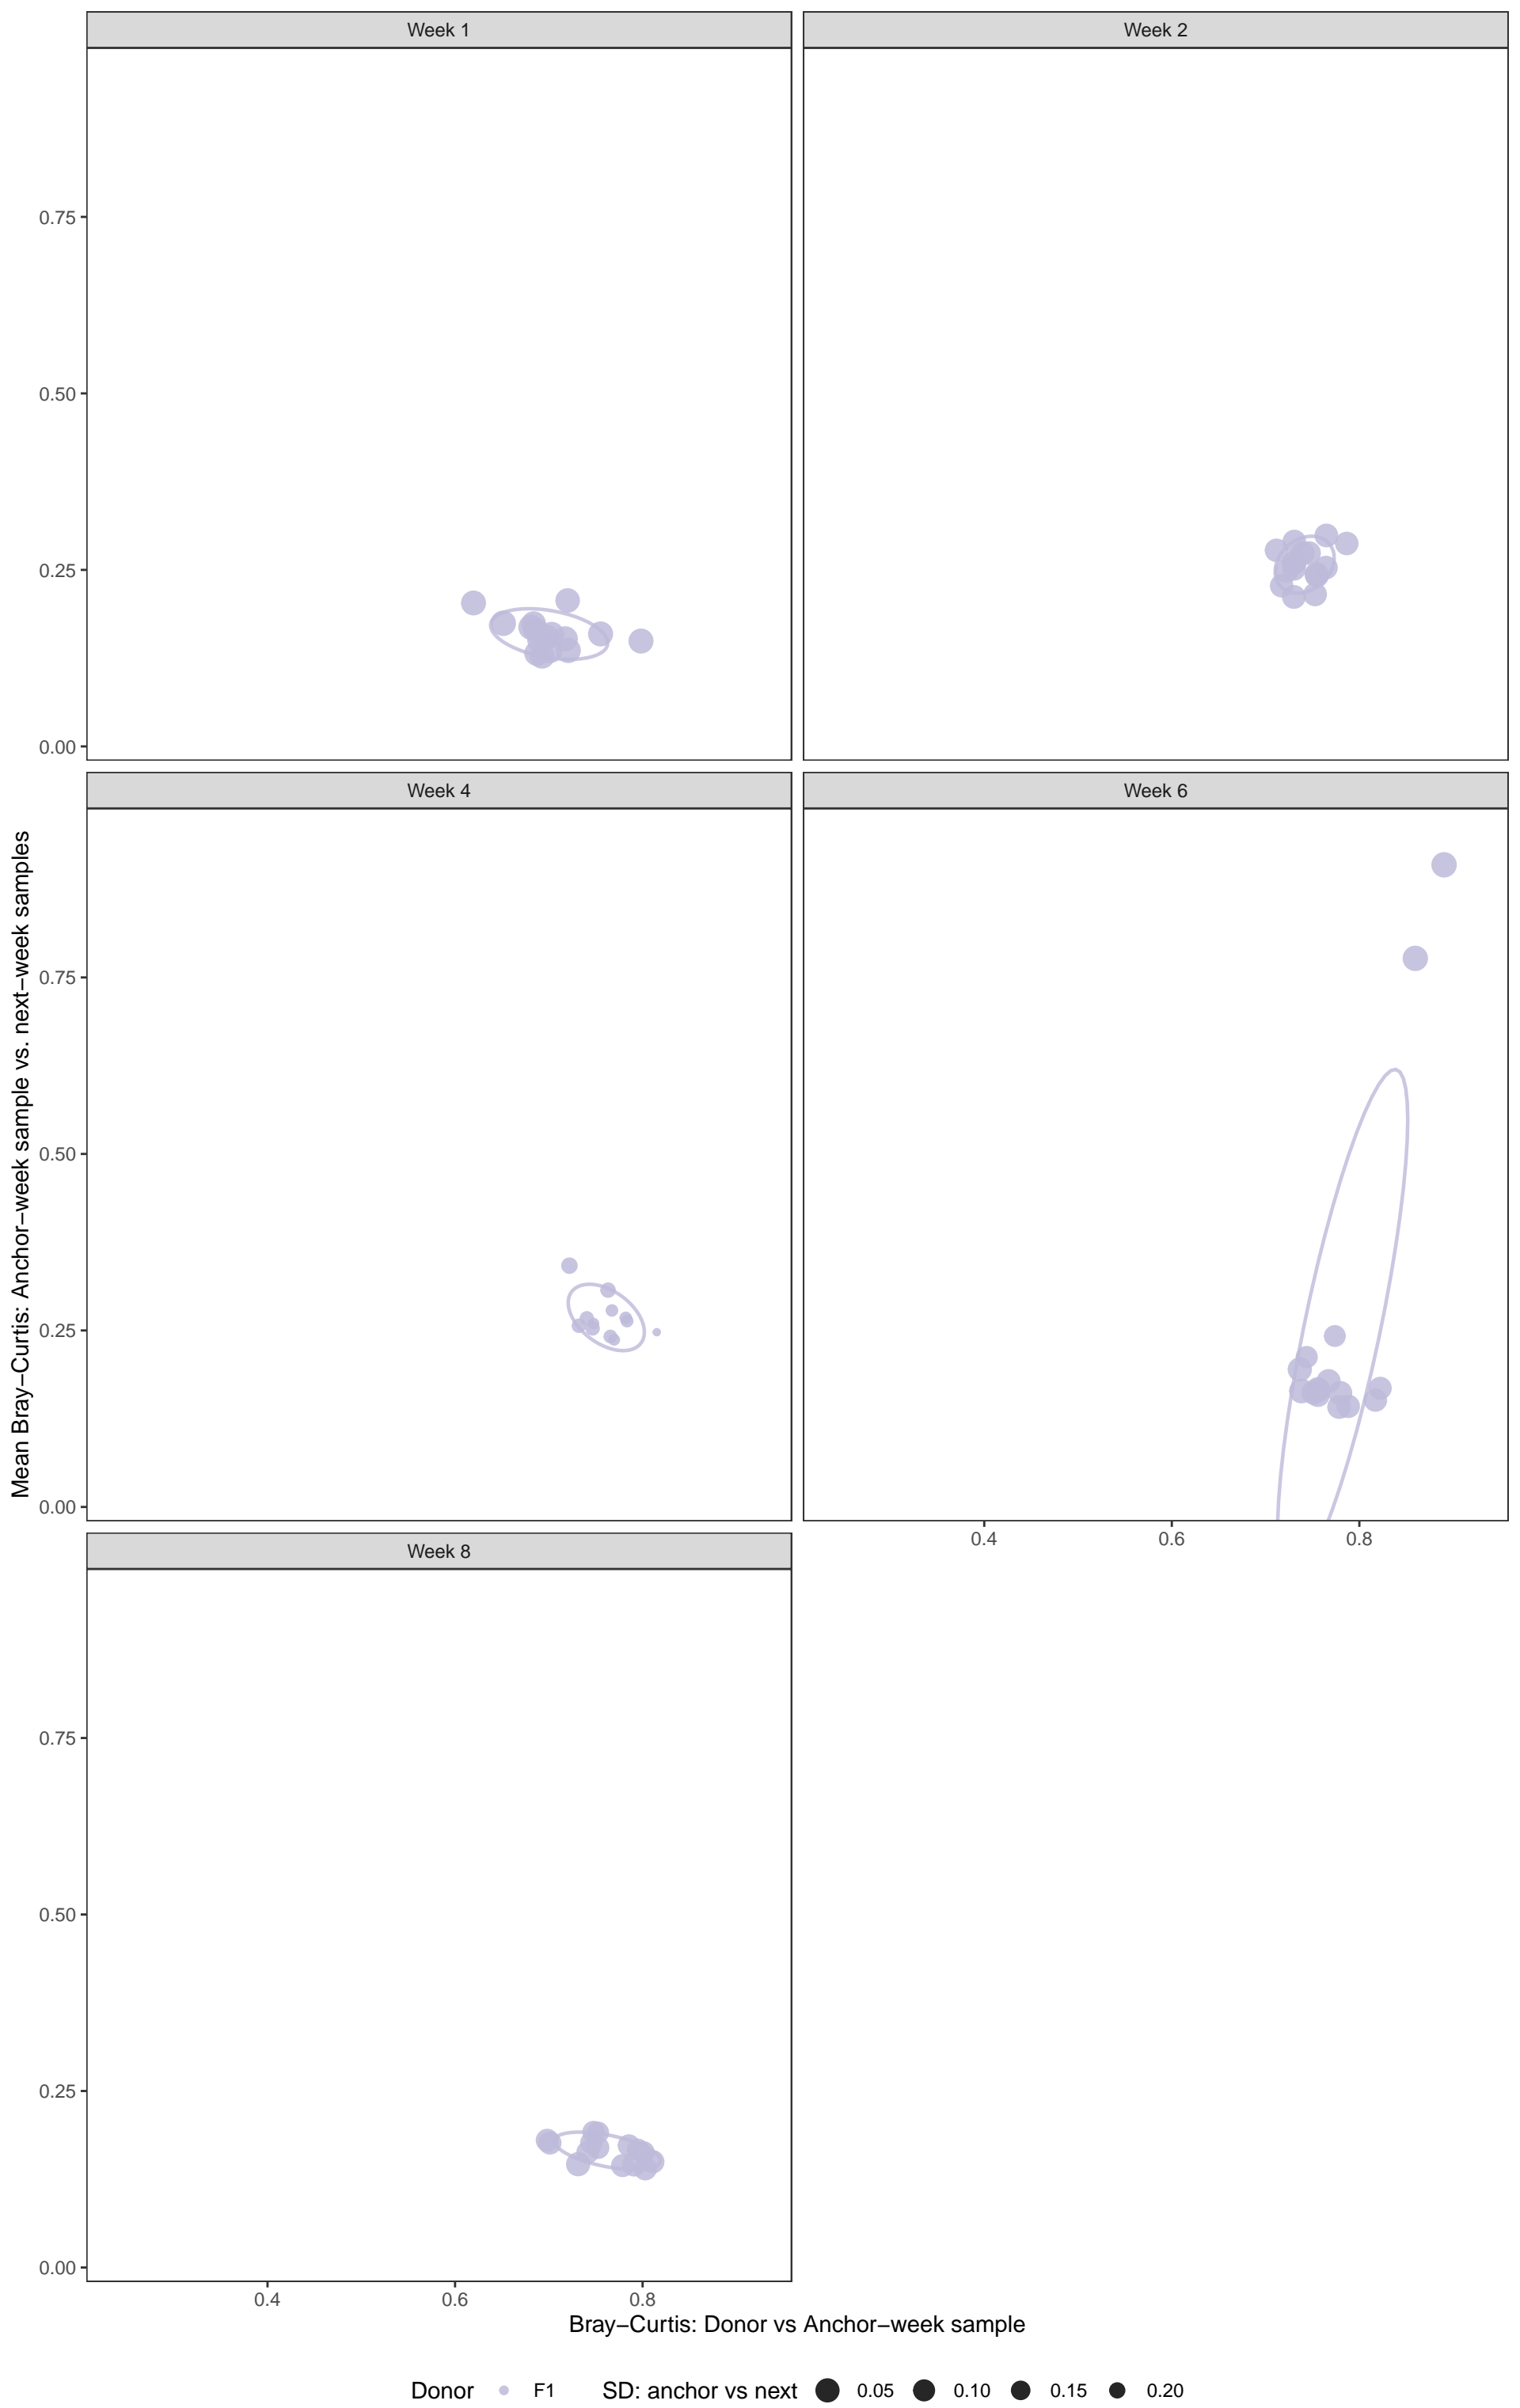 Week 1
Week 2
0.75
0.50
0.25
0.00
Week 4
Week 6
0.75
0.50
0.25
0.00
0.4
0.6
0.8
Week 8
0.75
0.50
0.25
0.00
0.4
0.6
0.8
Mean Bray−Curtis: Anchor−week sample vs. next−week samples
Bray−Curtis: Donor vs Anchor−week sample
Donor F1 SD: anchor vs next 0.05 0.10 0.15 0.20